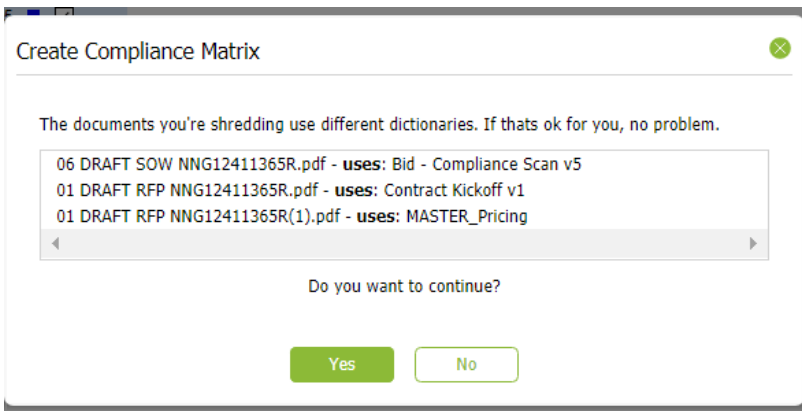 Create Compliance Matrix
The documents you're shredding use different dictionaries. If thats ok for you, no problem.
06 DRAFT SOW NNG12411365R.pdf - uses: Bid - Compliance Scan v5
01 DRAFT RFP NNG12411365R.pdf - uses: Contract Kickoff v1
01 DRAFT RFP NNG12411365R(1).pdf - uses: MASTER_Pricing
Do you want to continue?
Yes
No